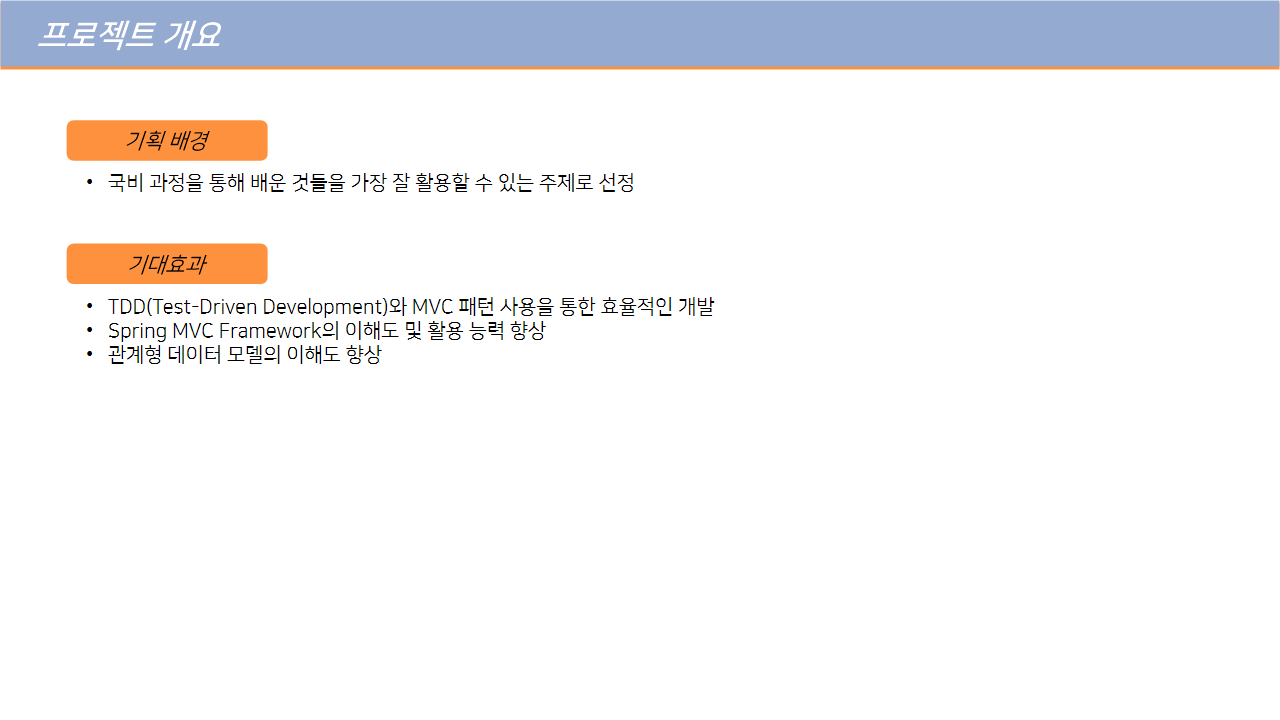 프로젝트 개요
기획 배경
• 국비 과정을 통해 배운 것들을 가장 잘 활용할 수 있는 주제로 선정
기대효과
• TDD(Test-Driven Development)와 MVC 패턴 사용을 통한 효율적인 개발
• Spring MVC Framework의 이해도 및 활용 능력 향상
• 관계형 데이터 모델의 이해도 향상